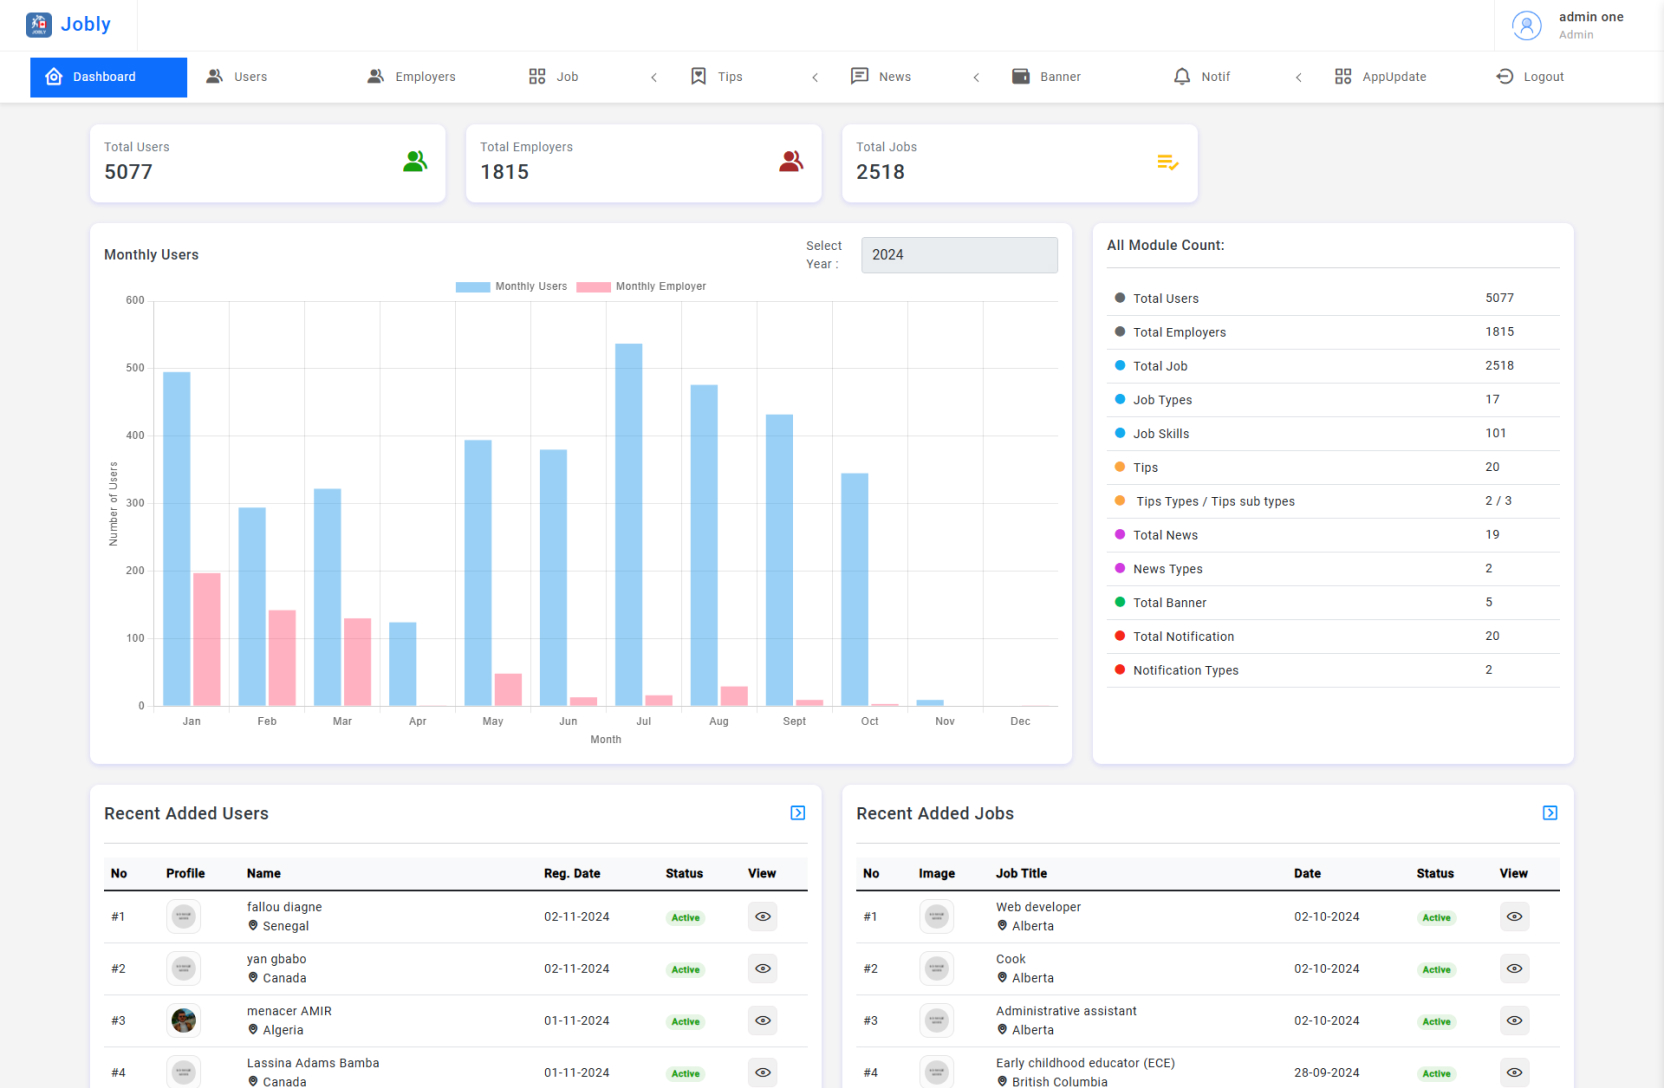 Jobly
admin one
Admin
Dashboard
Users
Employers
Job
Tips
News
Banner
Notif
AppUpdate
Logout
Total Users
5077
Total Employers
1815
Total Jobs
2518
Monthly Users
Select
Year :
2024
Monthly Users
Monthly Employer
600
500
400
300
200
100
0
Number of Users
Jan
Feb
Mar
Apr
May
Jun
Jul
Aug
Sept
Oct
Nov
Dec
Month
All Module Count:
Total Users 5077
Total Employers 1815
Total Job 2518
Job Types 17
Job Skills 101
Tips 20
Tips Types / Tips sub types 2 / 3
Total News 19
News Types 2
Total Banner 5
Total Notification 20
Notification Types 2
Recent Added Users
No Profile Name Reg. Date Status View
#1 fallou diagne 02-11-2024 Active
Senegal
#2 yan gbabo 02-11-2024 Active
Canada
#3 menacer AMIR 01-11-2024 Active
Algeria
#4 Lassina Adams Bamba 01-11-2024 Active
Canada
Recent Added Jobs
No Image Job Title Date Status View
#1 Web developer 02-10-2024 Active
Alberta
#2 Cook 02-10-2024 Active
Alberta
#3 Administrative assistant 02-10-2024 Active
Alberta
#4 Early childhood educator (ECE) 28-09-2024 Active
British Columbia